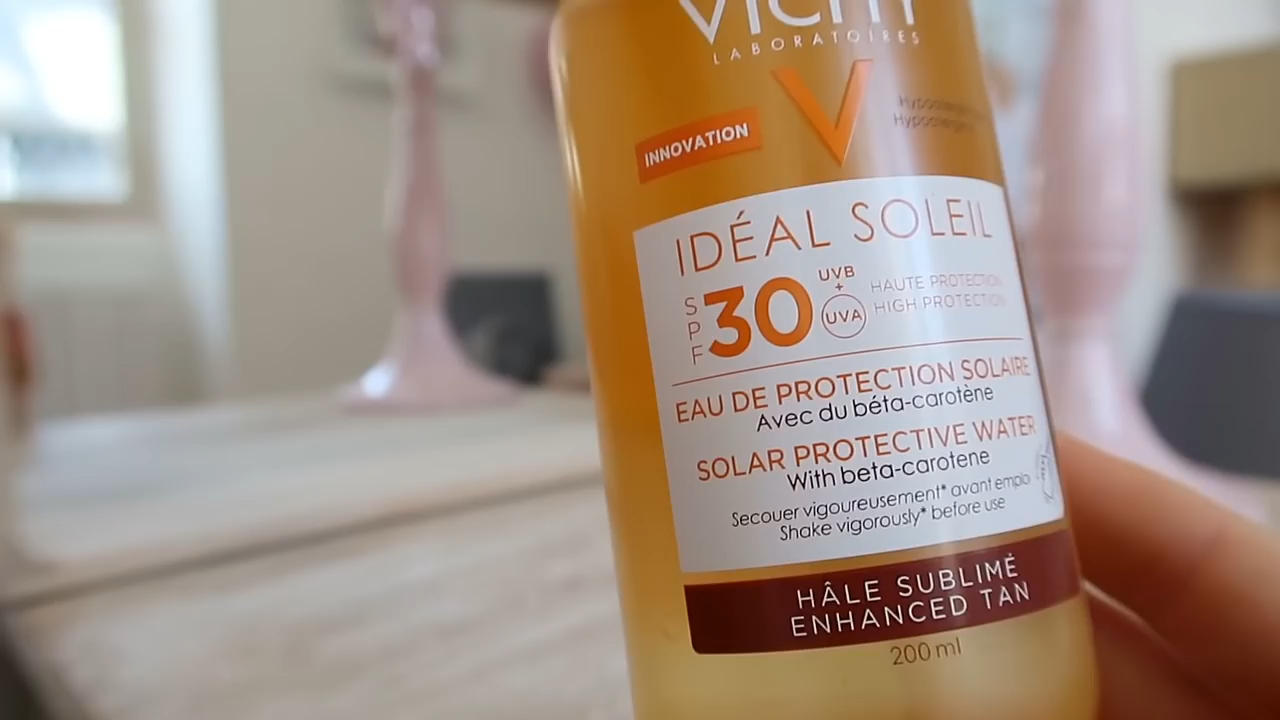 VICHY
LABORATOIRES
INNOVATION
IDÉAL SOLEIL
SPF 30 UVB + UVA
HAUTE PROTECTION
HIGH PROTECTION
EAU DE PROTECTION SOLAIRE
Avec du béta-carotène
SOLAR PROTECTIVE WATER
With beta-carotene
Secouer vigoureusement* avant emploi
Shake vigorously* before use
HÂLE SUBLIMÉ
ENHANCED TAN
200 ml